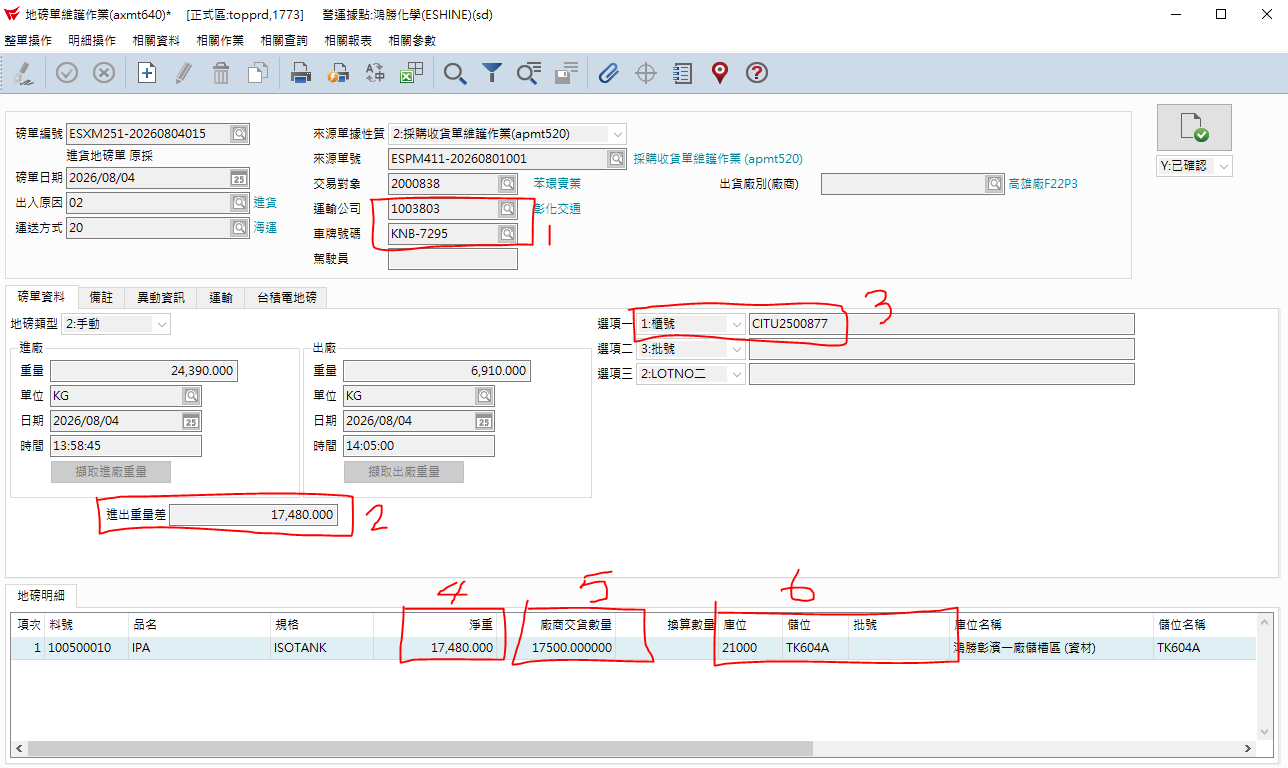 地磅單維護作業(axmt640)* [正式區:topprd,1773] 營運據點:鴻勝化學(ESHINE)(sd)
整單操作 明細操作 相關資料 相關作業 相關查詢 相關報表 相關參數
磅單編號 ESXM251-20260804015 來源單據性質 2:採購收貨單維護作業(apmt520)
進貨地磅單 原採 來源單號 ESPM411-20260801001 採購收貨單維護作業 (apmt520) Y:已確認
磅單日期 2026/08/04 25 交易對象 2000838 苯環實業 出貨廠別(廠商) 高雄廠F22P3
出入原因 02 進貨 運輸公司 1003803 彰化交通
運送方式 20 海運 車牌號碼 KNB-7295 1
駕駛員
磅單資料 備註 異動資訊 運輸 台積電地磅
地磅類型 2:手動 選項一 1:櫃號 CITU2500877 3
進廠 出廠 選項二 3:批號
重量 24,390.000 重量 6,910.000 選項三 2:LOTNO二
單位 KG 單位 KG
日期 2026/08/04 25 日期 2026/08/04 25
時間 13:58:45 時間 14:05:00
擷取進廠重量 擷取出廠重量
進出重量差 17,480.000 2
地磅明細 4 5 6
項次 料號 品名 規格 淨重 廠商交貨數量 換算數量 庫位 儲位 批號 庫位名稱 儲位名稱
1 100500010 IPA ISOTANK 17,480.000 17500.000000 21000 TK604A 鴻勝彰濱一廠儲槽區 (資材) TK604A